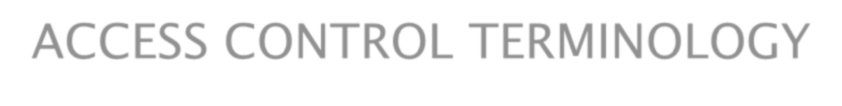 ACCESS CONTROL TERMINOLOGY